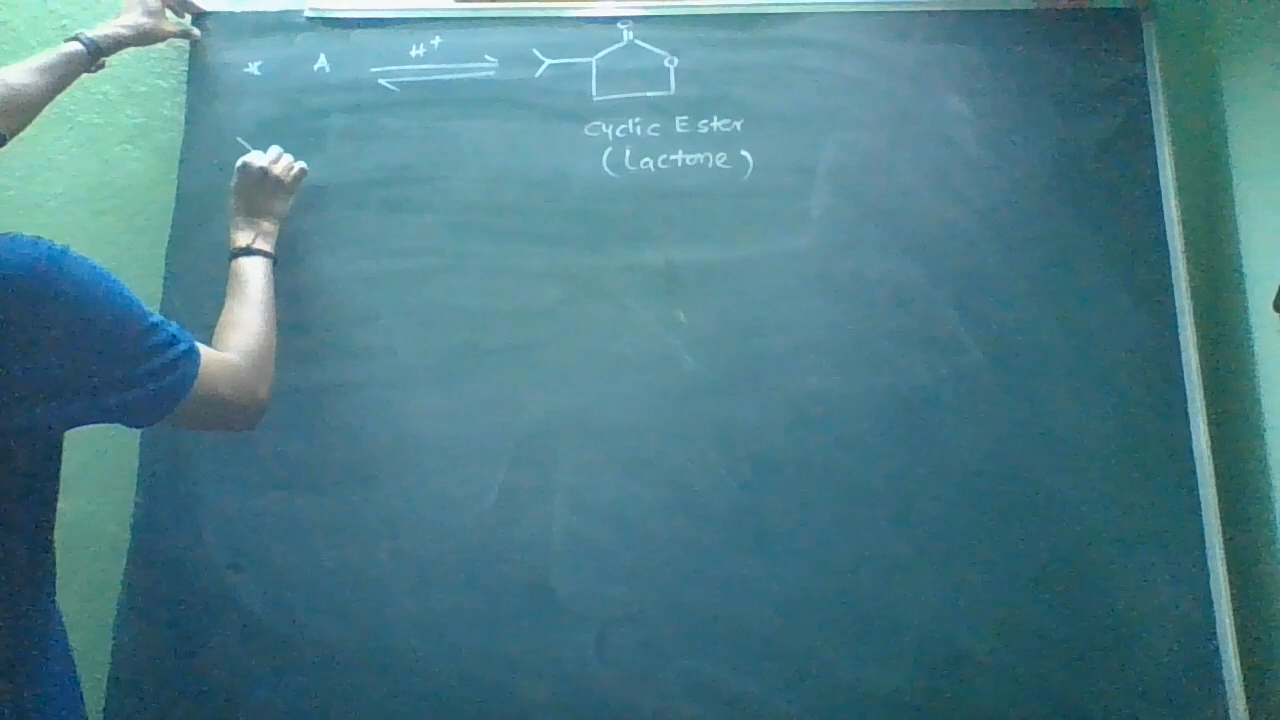 O
* A H+ ⇌ O
Cyclic Ester
(Lactone)